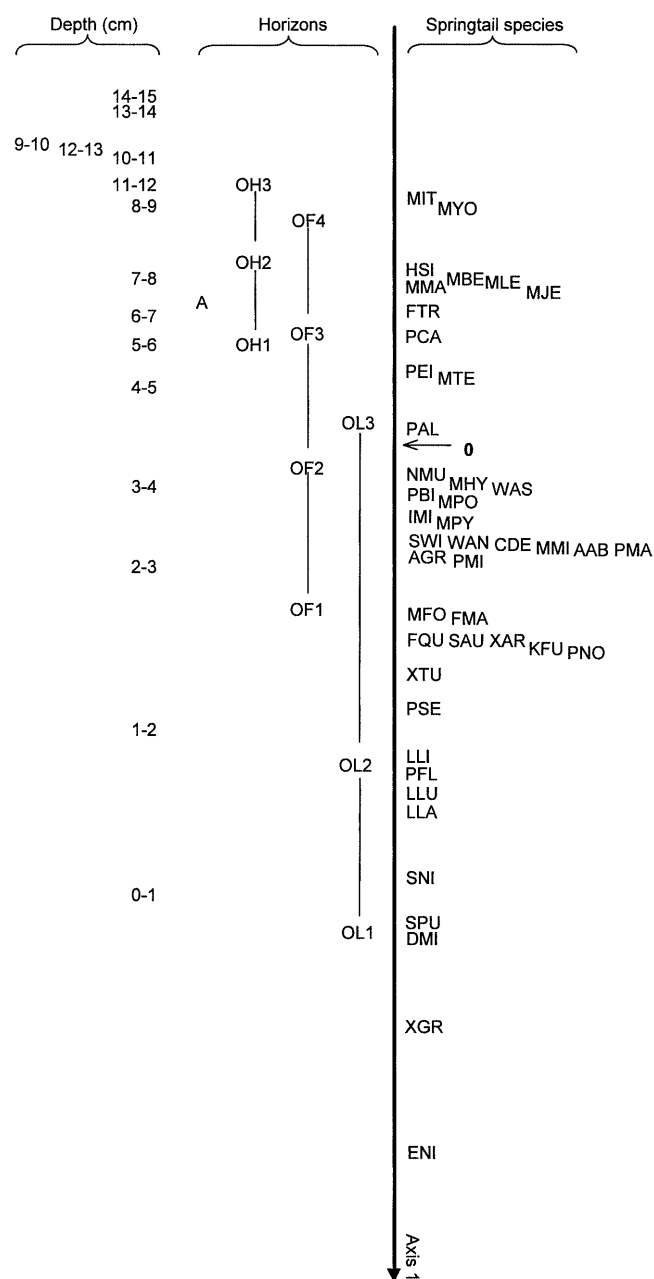 Depth (cm) Horizons Springtail species
14-15
13-14
9-10 12-13 10-11
11-12 OH3
8-9 MIT MYO
OF4
OH2 HSI
7-8 MMA MBE MLE MJE
A
6-7 FTR
OF3 PCA
5-6 OH1
PEI MTE
4-5
OL3 PAL
0
OF2 NMU MHY WAS
3-4 PBI MPO
IMI MPY
SWI WAN CDE MMI AAB PMA
AGR PMI
2-3
OF1 MFO FMA
FQU SAU XAR KFU PNO
XTU
PSE
1-2
LLI
OL2 PFL
LLU
LLA
SNI
0-1
SPU
OL1 DMI
XGR
ENI
Axis 1